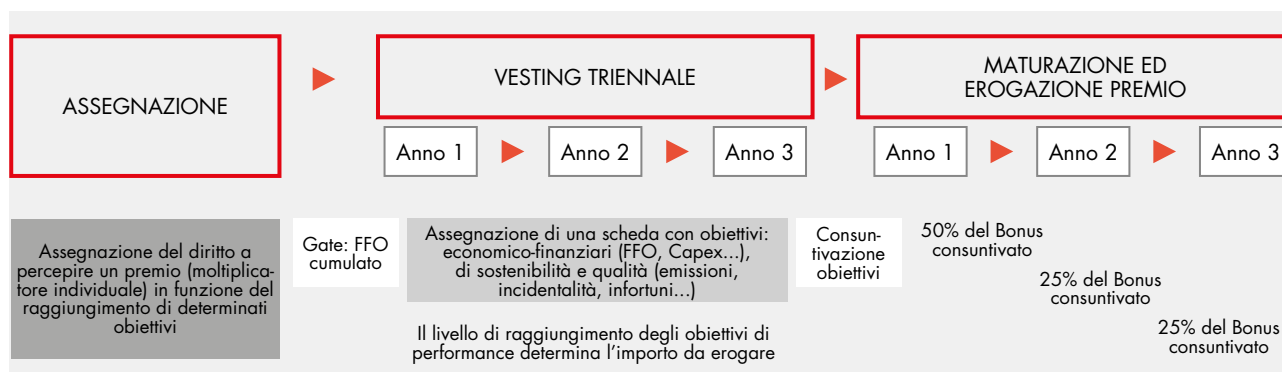 ASSEGNAZIONE
VESTING TRIENNALE
MATURAZIONE ED
EROGAZIONE PREMIO
Anno 1
Anno 2
Anno 3
Anno 1
Anno 2
Anno 3
Assegnazione del diritto a
percepire un premio (moltiplica-
tore individuale) in funzione del
raggiungimento di determinati
obiettivi
Gate: FFO
cumulato
Assegnazione di una scheda con obiettivi:
economico-finanziari (FFO, Capex...),
di sostenibilità e qualità (emissioni,
incidentalità, infortuni...)
Il livello di raggiungimento degli obiettivi di
performance determina l'importo da erogare
Consun-
tivazione
obiettivi
50% del Bonus
consuntivato
25% del Bonus
consuntivato
25% del Bonus
consuntivato